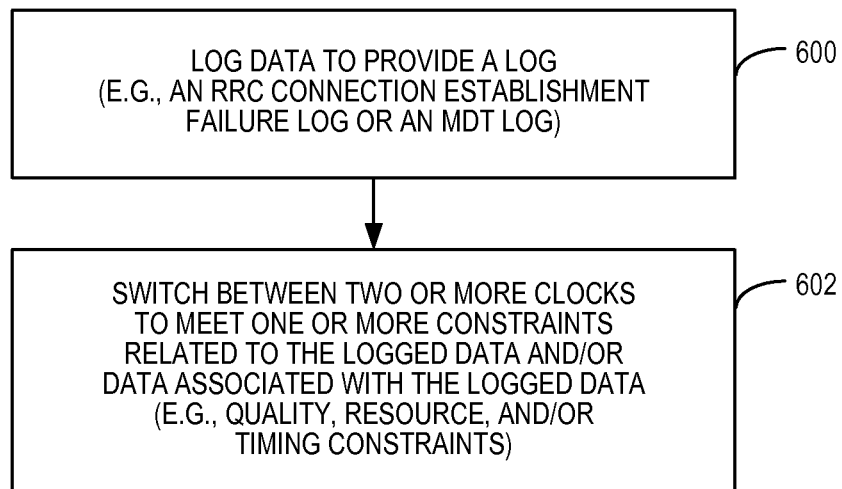 LOG DATA TO PROVIDE A LOG
(E.G., AN RRC CONNECTION ESTABLISHMENT
FAILURE LOG OR AN MDT LOG)
600
SWITCH BETWEEN TWO OR MORE CLOCKS
TO MEET ONE OR MORE CONSTRAINTS
RELATED TO THE LOGGED DATA AND/OR
DATA ASSOCIATED WITH THE LOGGED DATA
(E.G., QUALITY, RESOURCE, AND/OR
TIMING CONSTRAINTS)
602